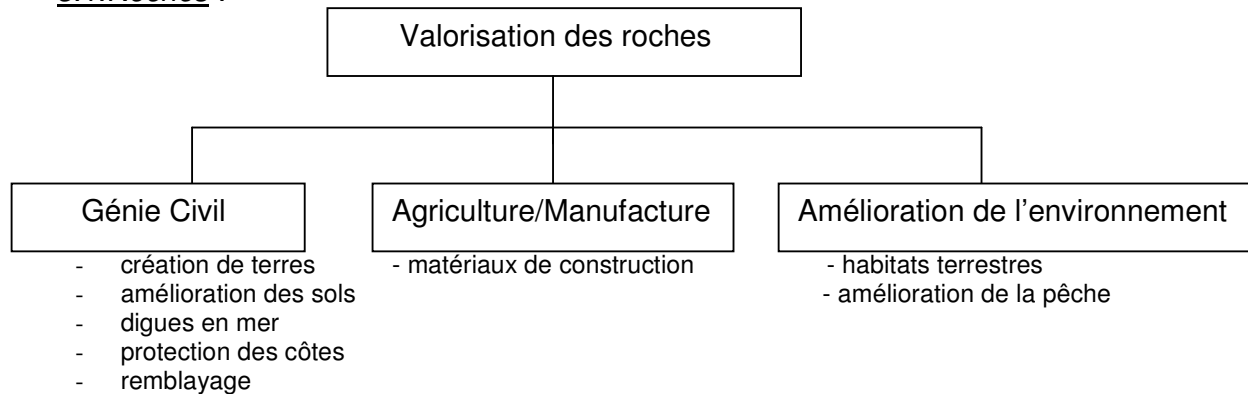 Valorisation des roches
Génie Civil
- création de terres
- amélioration des sols
- digues en mer
- protection des côtes
- remblayage
Agriculture/Manufacture
- matériaux de construction
Amélioration de l'environnement
- habitats terrestres
- amélioration de la pêche